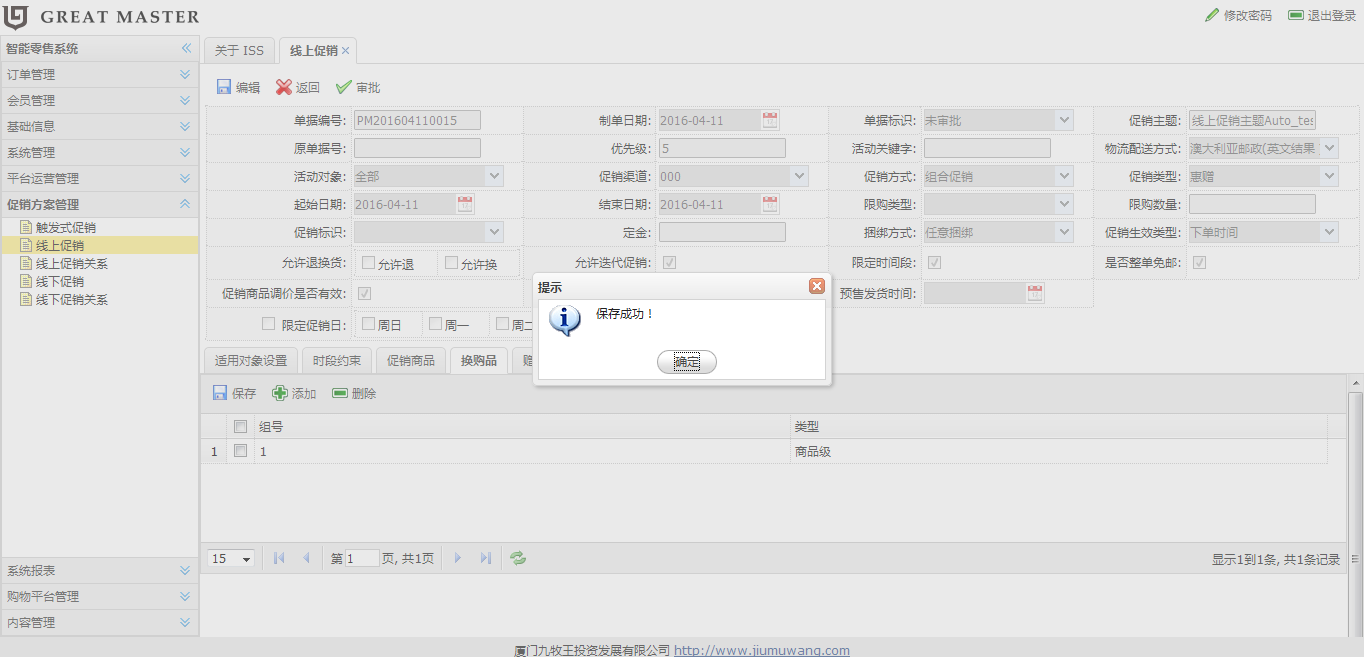 GREAT MASTER
修改密码 退出登录
智能零售系统
订单管理
会员管理
基础信息
系统管理
平台运营管理
促销方案管理
触发式促销
线上促销
线上促销关系
线下促销
线下促销关系
系统报表
购物平台管理
内容管理
关于 ISS 线上促销
编辑 返回 审批
单据编号: PM201604110015 制单日期: 2016-04-11 单据标识: 未审批 促销主题: 线上促销主题Auto_tes
原单据号: 优先级: 5 活动关键字: 物流配送方式: 澳大利亚邮政(英文结果
活动对象: 全部 促销渠道: 000 促销方式: 组合促销 促销类型: 惠赠
起始日期: 2016-04-11 结束日期: 2016-04-11 限购类型: 限购数量:
促销标识: 定金: 捆绑方式: 任意捆绑 促销生效类型: 下单时间
允许退换货: 允许退 允许换 允许迭代促销: 限定时间段: 是否整单免邮:
促销商品调价是否有效: 预售发货时间:
限定促销日: 周日 周一 周二
提示
保存成功！
确定
适用对象设置 时段约束 促销商品 换购品
保存 添加 删除
组号 类型
1 1 商品级
15 第 1 页, 共1页 显示1到1条, 共1条记录
厦门九牧王投资发展有限公司 http://www.jiumuwang.com